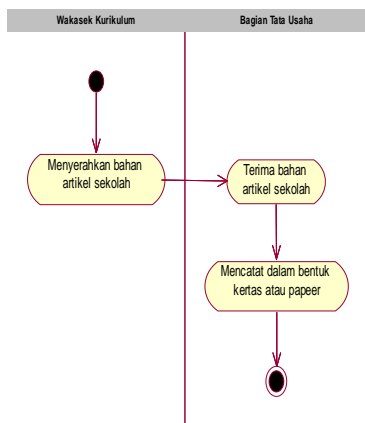 Wakasek Kurikulum
Bagian Tata Usaha
Menyerahkan bahan
artikel sekolah
Terima bahan
artikel sekolah
Mencatat dalam bentuk
kertas atau papeer